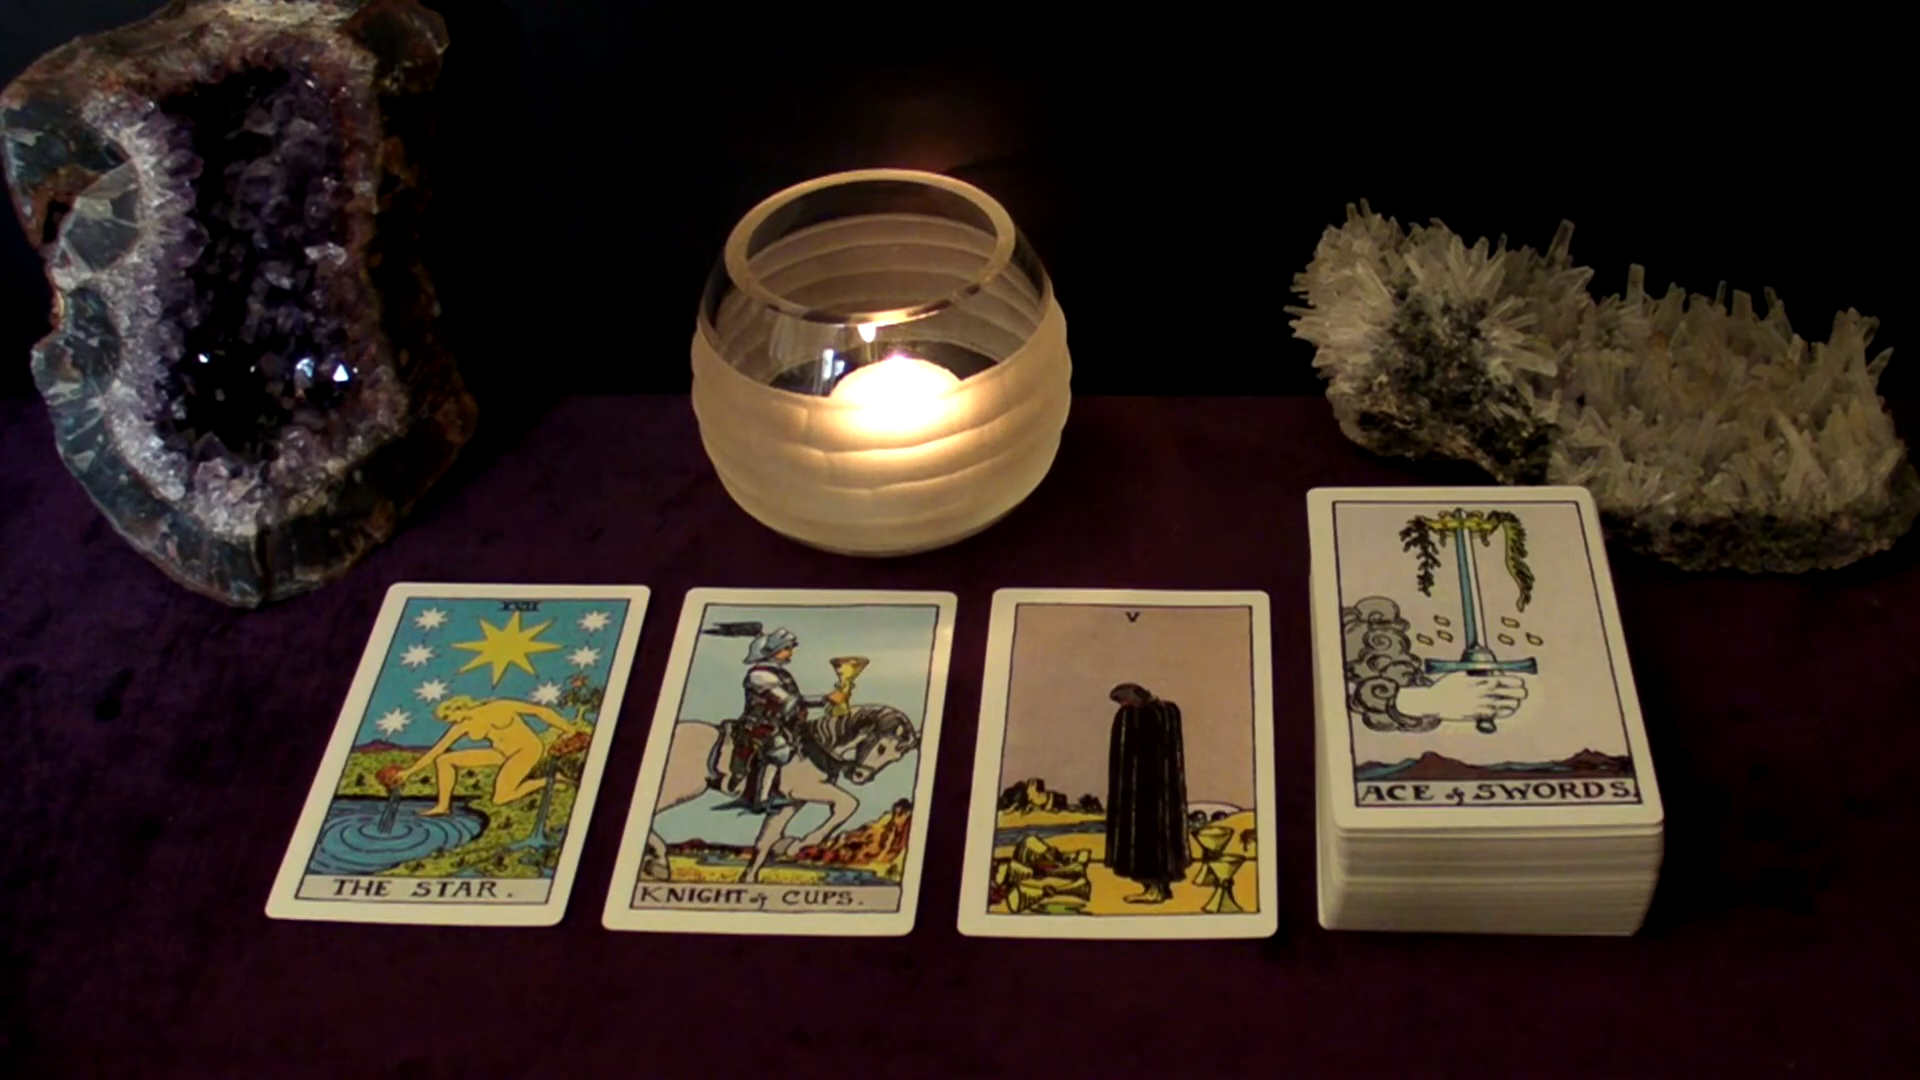 XVII
THE STAR.
KNIGHT of CUPS.
V
ACE of SWORDS.